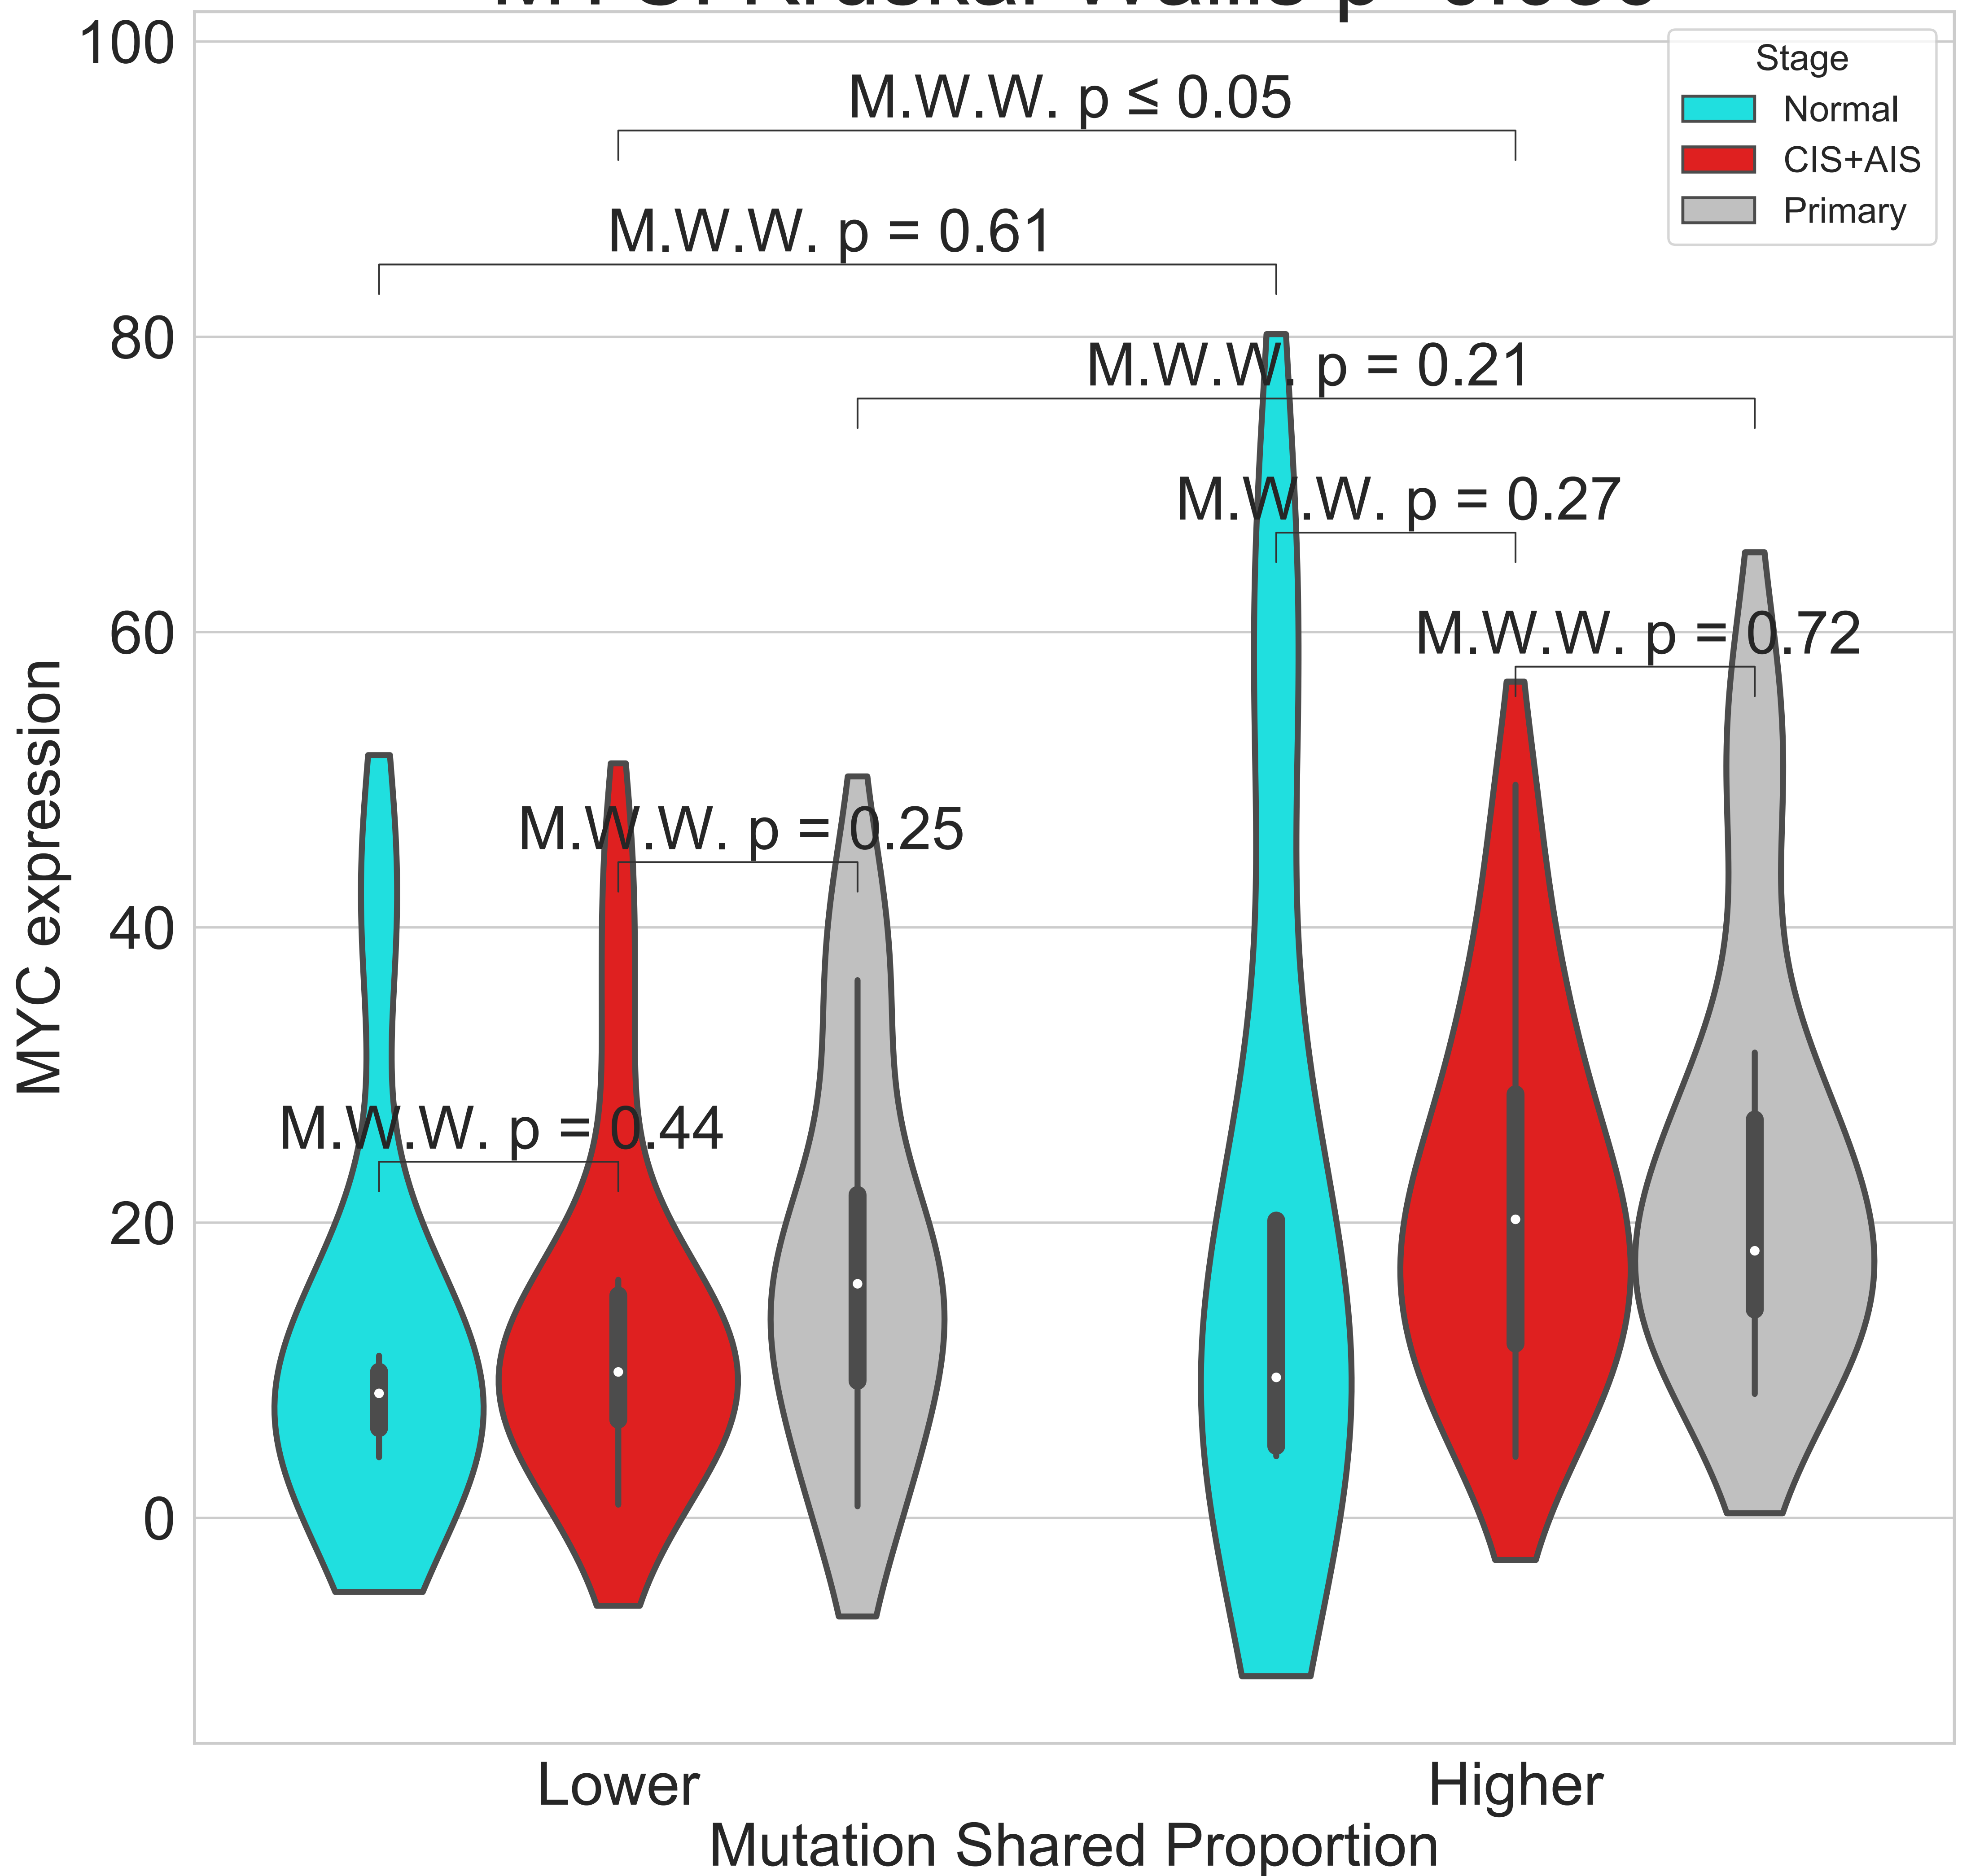 100
Stage
Normal
CIS+AIS
Primary
M.W.W. p ≤ 0.05
M.W.W. p = 0.61
80
M.W.W. p = 0.21
M.W.W. p = 0.27
60
M.W.W. p = 0.72
M.W.W. p = 0.25
40
M.W.W. p = 0.44
20
0
MYC expression
Lower
Higher
Mutation Shared Proportion